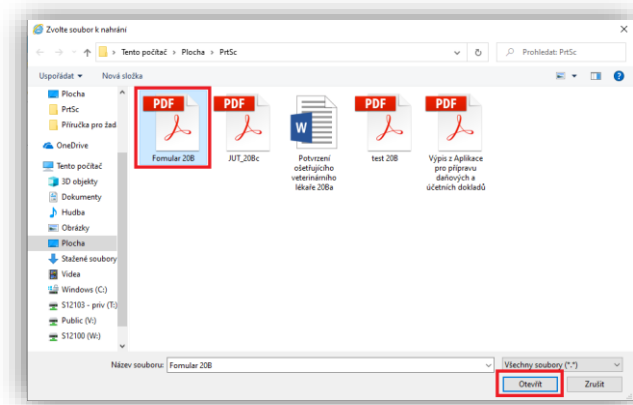 Zvolte soubor k nahrání
Tento počítač > Plocha > PrtSc
Prohledat: PrtSc
Uspořádat
Nová složka
Plocha
PrtSc
Příručka pro žad
OneDrive
Tento počítač
3D objekty
Dokumenty
Hudba
Obrázky
Plocha
Stažené soubory
Videa
Windows (C:)
S12103 - priv (T:)
Public (V:)
S12100 (W:)
PDF
Fomular 20B
PDF
JUT_20Bc
W
Potvrzení
ošetřujícího
veterinárního
lékaře 20Ba
PDF
test 20B
PDF
Výpis z Aplikace
pro přípravu
daňových a
účetních dokladů
Název souboru: Fomular 20B
Všechny soubory (*.*)
Otevřít
Zrušit